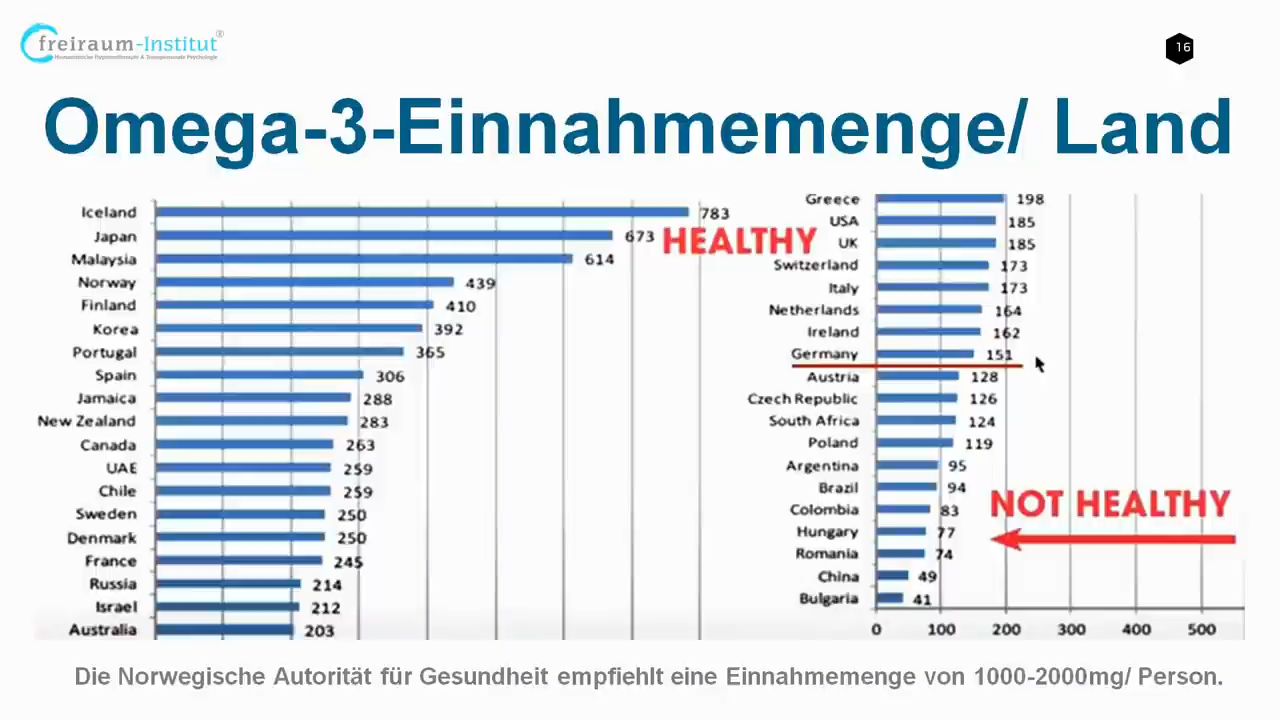 freiraum-Institut®
Humanistische Hypnosetherapie & Transpersonale Psychologie
16
Omega-3-Einnahmemenge/ Land
Iceland 783
Japan 673
Malaysia 614
Norway 439
Finland 410
Korea 392
Portugal 365
Spain 306
Jamaica 288
New Zealand 283
Canada 263
UAE 259
Chile 259
Sweden 250
Denmark 250
France 245
Russia 214
Israel 212
Australia 203
HEALTHY
Greece 198
USA 185
UK 185
Switzerland 173
Italy 173
Netherlands 164
Ireland 162
Germany 151
Austria 128
Czech Republic 126
South Africa 124
Poland 119
Argentina 95
Brazil 94
Colombia 83
Hungary 77
Romania 74
China 49
Bulgaria 41
NOT HEALTHY
0 100 200 300 400 500
Die Norwegische Autorität für Gesundheit empfiehlt eine Einnahmemenge von 1000-2000mg/ Person.